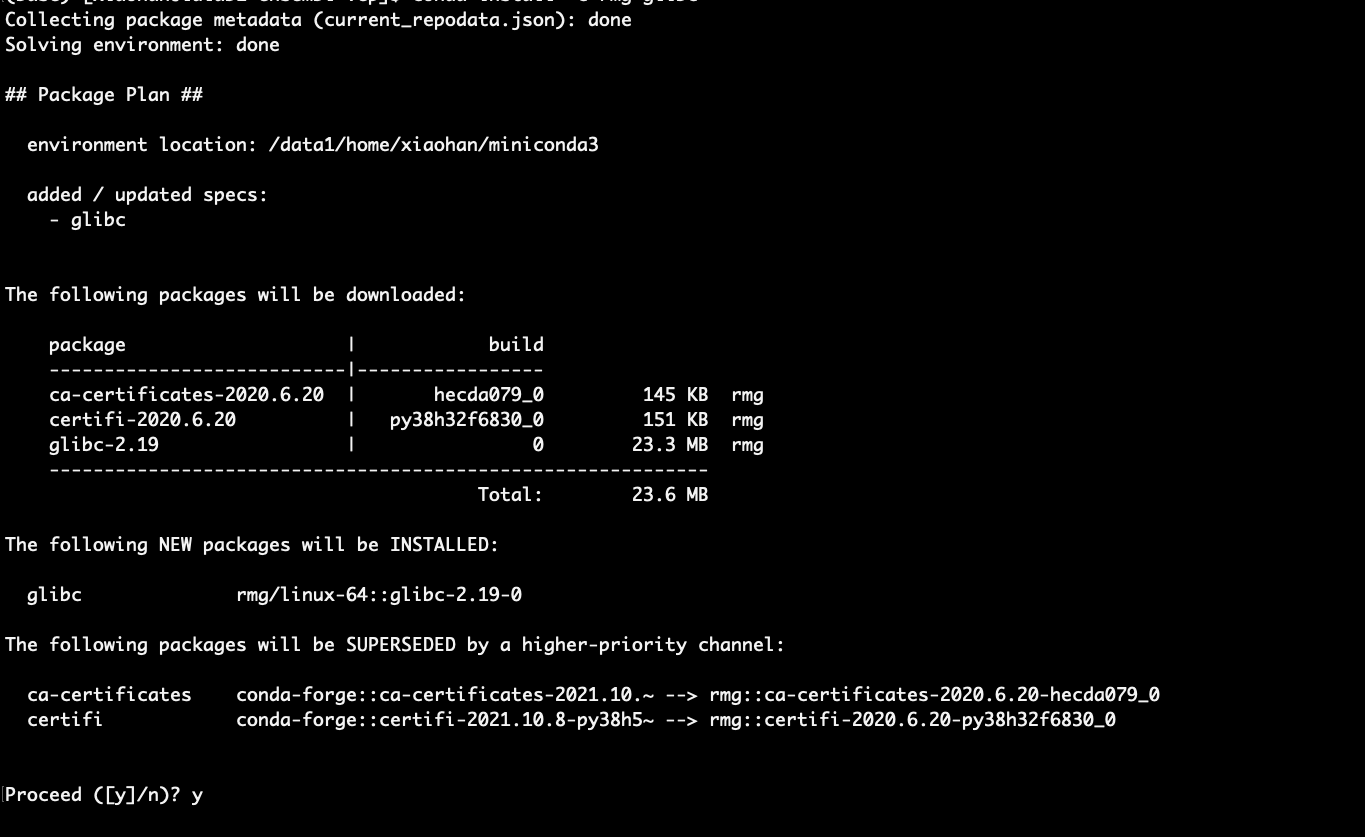 Collecting package metadata (current_repodata.json): done
Solving environment: done
## Package Plan ##
environment location: /data1/home/xiaohan/miniconda3
added / updated specs:
- glibc
The following packages will be downloaded:
package | build
---------------------------|-----------------
ca-certificates-2020.6.20 | hecda079_0 145 KB rmg
certifi-2020.6.20 | py38h32f6830_0 151 KB rmg
glibc-2.19 | 0 23.3 MB rmg
------------------------------------------------------------
Total: 23.6 MB
The following NEW packages will be INSTALLED:
glibc rmg/linux-64::glibc-2.19-0
The following packages will be SUPERSEDED by a higher-priority channel:
ca-certificates conda-forge::ca-certificates-2021.10.~ --> rmg::ca-certificates-2020.6.20-hecda079_0
certifi conda-forge::certifi-2021.10.8-py38h5~ --> rmg::certifi-2020.6.20-py38h32f6830_0
Proceed ([y]/n)? y